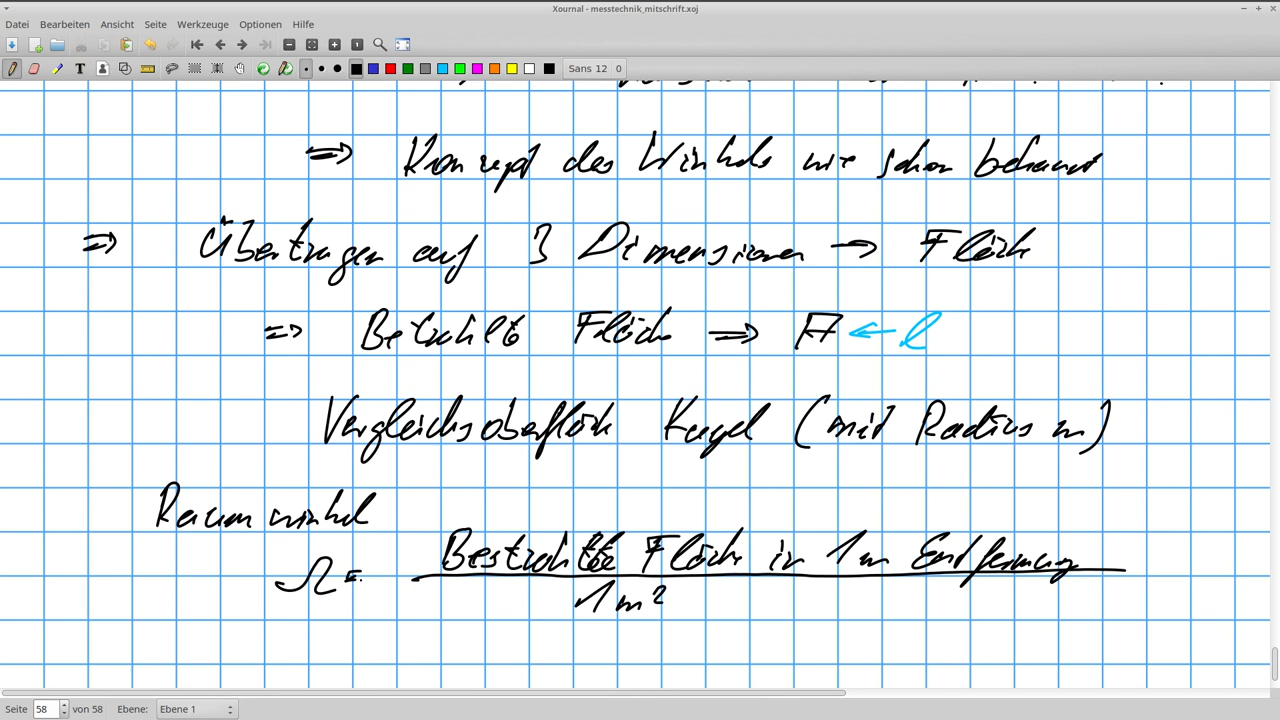 Xournal - messtechnik_mitschrift.xoj
Datei Bearbeiten Ansicht Seite Werkzeuge Optionen Hilfe
Sans 12 0
⇒ Konzept des Winkels wie schon bekannt
⇒ Übertragen auf 3 Dimensionen → Fläche
⇒ Bestrahlte Fläche ⇒ A ← l
Vergleichsoberfläche Kugel (mit Radius m)
Raumwinkel
Ω = Bestrahlte Fläche in 1m Entfernung
1m²
Seite 58 von 58 Ebene: Ebene 1